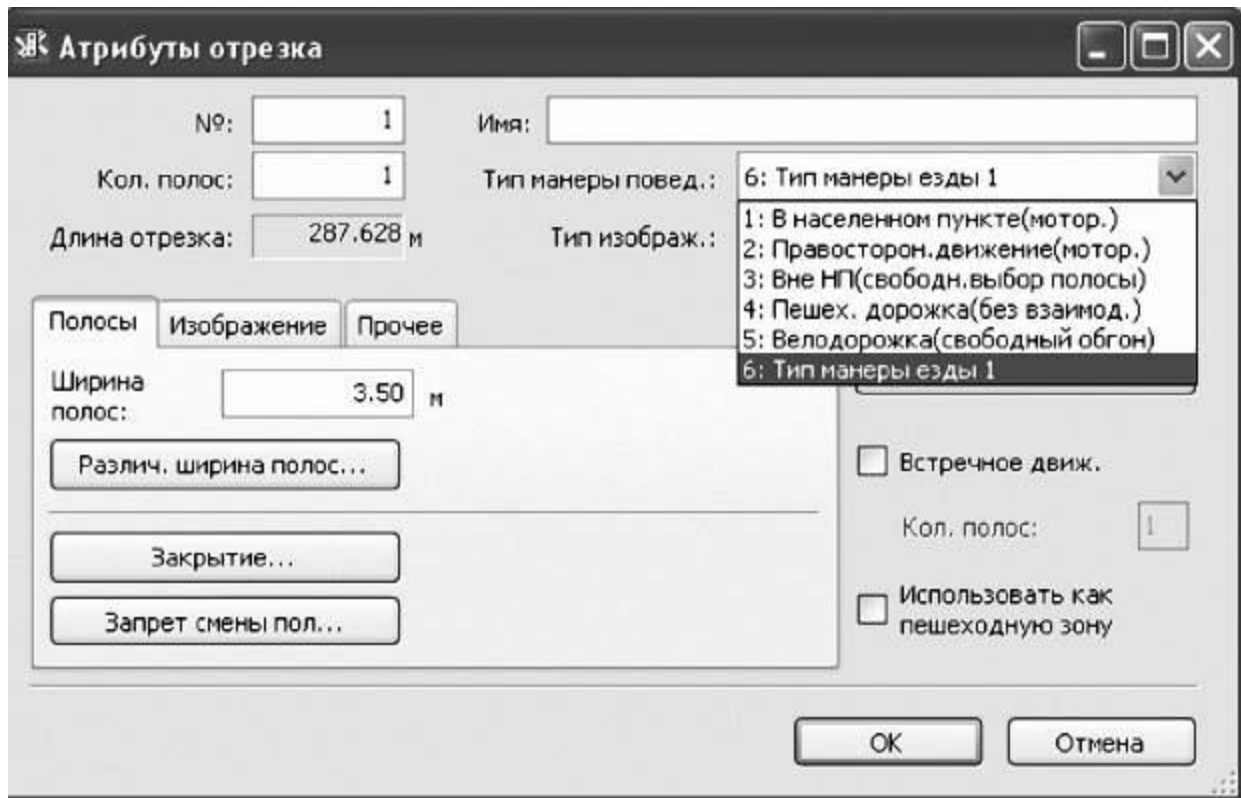 Атрибуты отрезка
№: 1 Имя:
Кол. полос: 1 Тип манеры повед.: 6: Тип манеры езды 1
Длина отрезка: 287.628 м Тип изображ.:
1: В населенном пункте(мотор.)
2: Правосторон.движение(мотор.)
3: Вне НП(свободн.выбор полосы)
4: Пешех. дорожка(без взаимод.)
5: Велодорожка(свободный обгон)
6: Тип манеры езды 1
Полосы Изображение Прочее
Ширина
полос: 3.50 м
Различ. ширина полос...
Закрытие...
Запрет смены пол...
Встречное движ.
Кол. полос: 1
Использовать как
пешеходную зону
OK Отмена